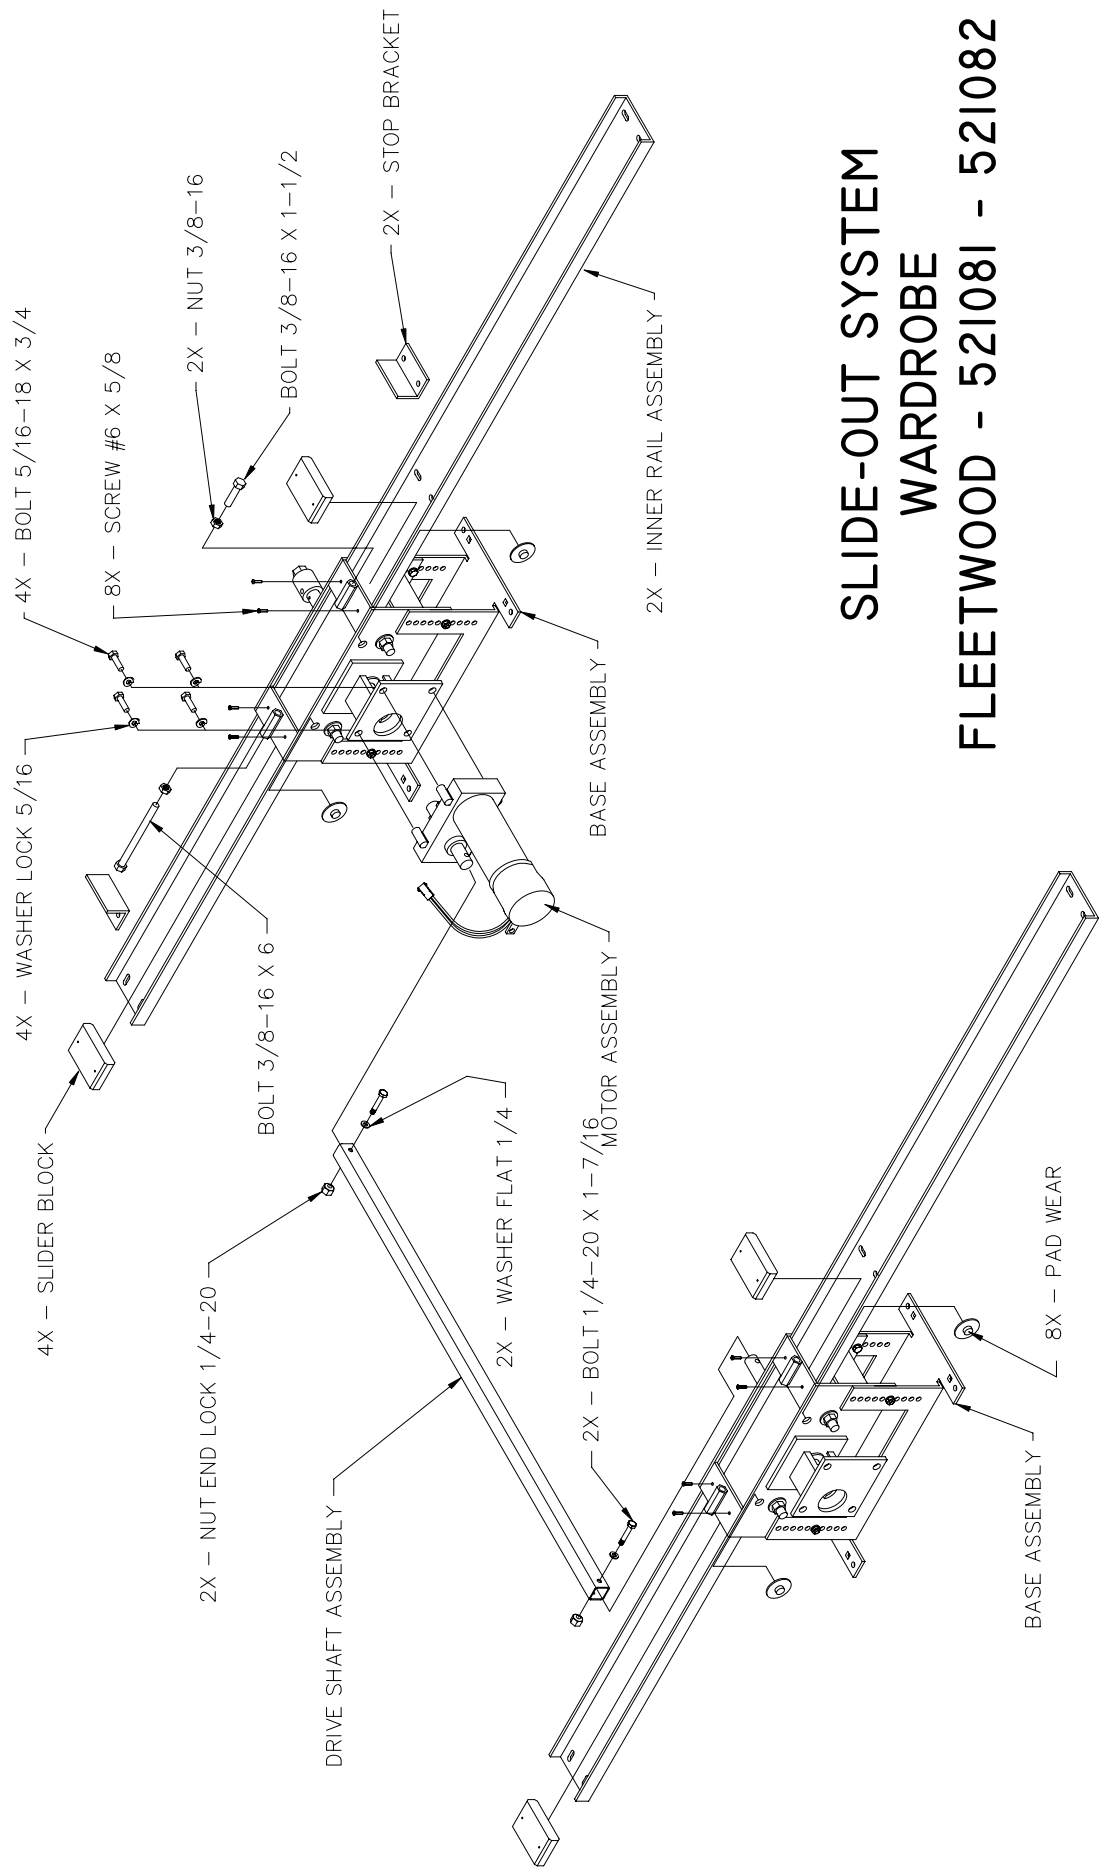 4X - SLIDER BLOCK
4X - WASHER LOCK 5/16
4X - BOLT 5/16-18 X 3/4
8X - SCREW #6 X 5/8
2X - NUT 3/8-16
BOLT 3/8-16 X 1-1/2
2X - STOP BRACKET
2X - NUT END LOCK 1/4-20
BOLT 3/8-16 X 6
DRIVE SHAFT ASSEMBLY
2X - WASHER FLAT 1/4
2X - BOLT 1/4-20 X 1-7/16
MOTOR ASSEMBLY
BASE ASSEMBLY
2X - INNER RAIL ASSEMBLY
BASE ASSEMBLY
8X - PAD WEAR
SLIDE-OUT SYSTEM
WARDROBE
FLEETWOOD - 521081 - 521082